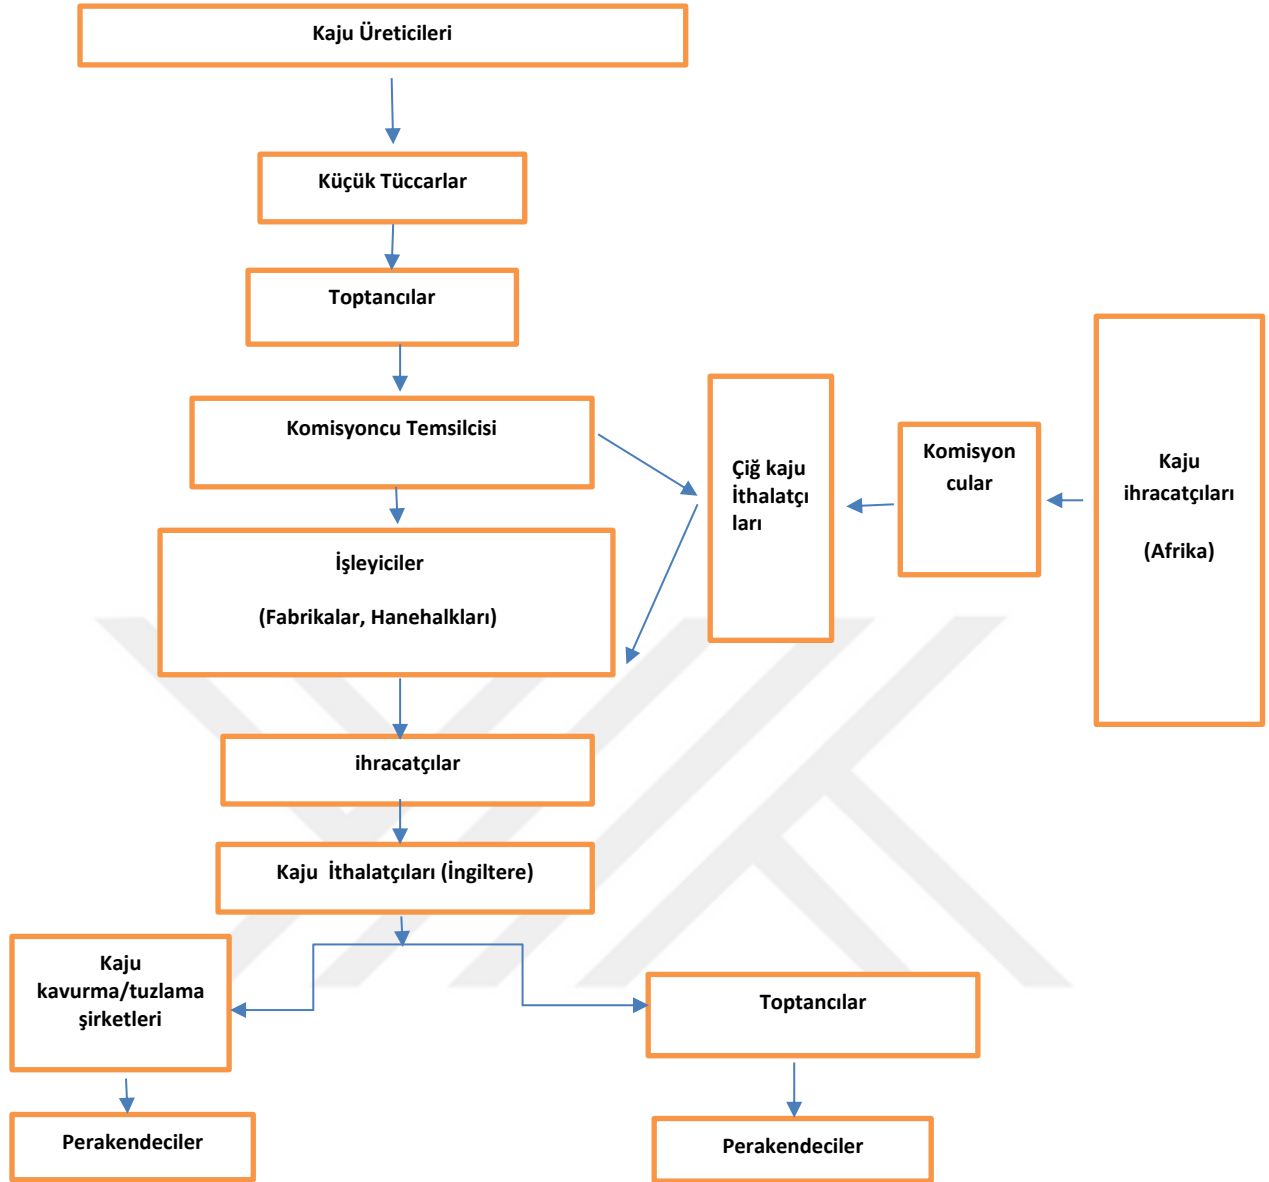 Kaju Üreticileri
Küçük Tüccarlar
Toptancılar
Komisyoncu Temsilcisi
Çiğ kaju
İthalatçı
ları
Komisyon
cular
Kaju
ihracatçıları
(Afrika)
İşleyiciler
(Fabrikalar, Hanehalkları)
ihracatçılar
Kaju İthalatçıları (İngiltere)
Kaju
kavurma/tuzlama
şirketleri
Toptancılar
Perakendeciler
Perakendeciler